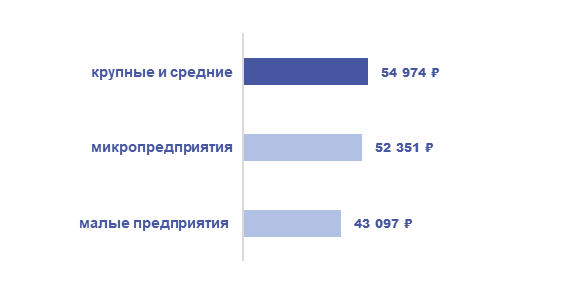 крупные и средние 54 974 ₽
микропредприятия 52 351 ₽
малые предприятия 43 097 ₽